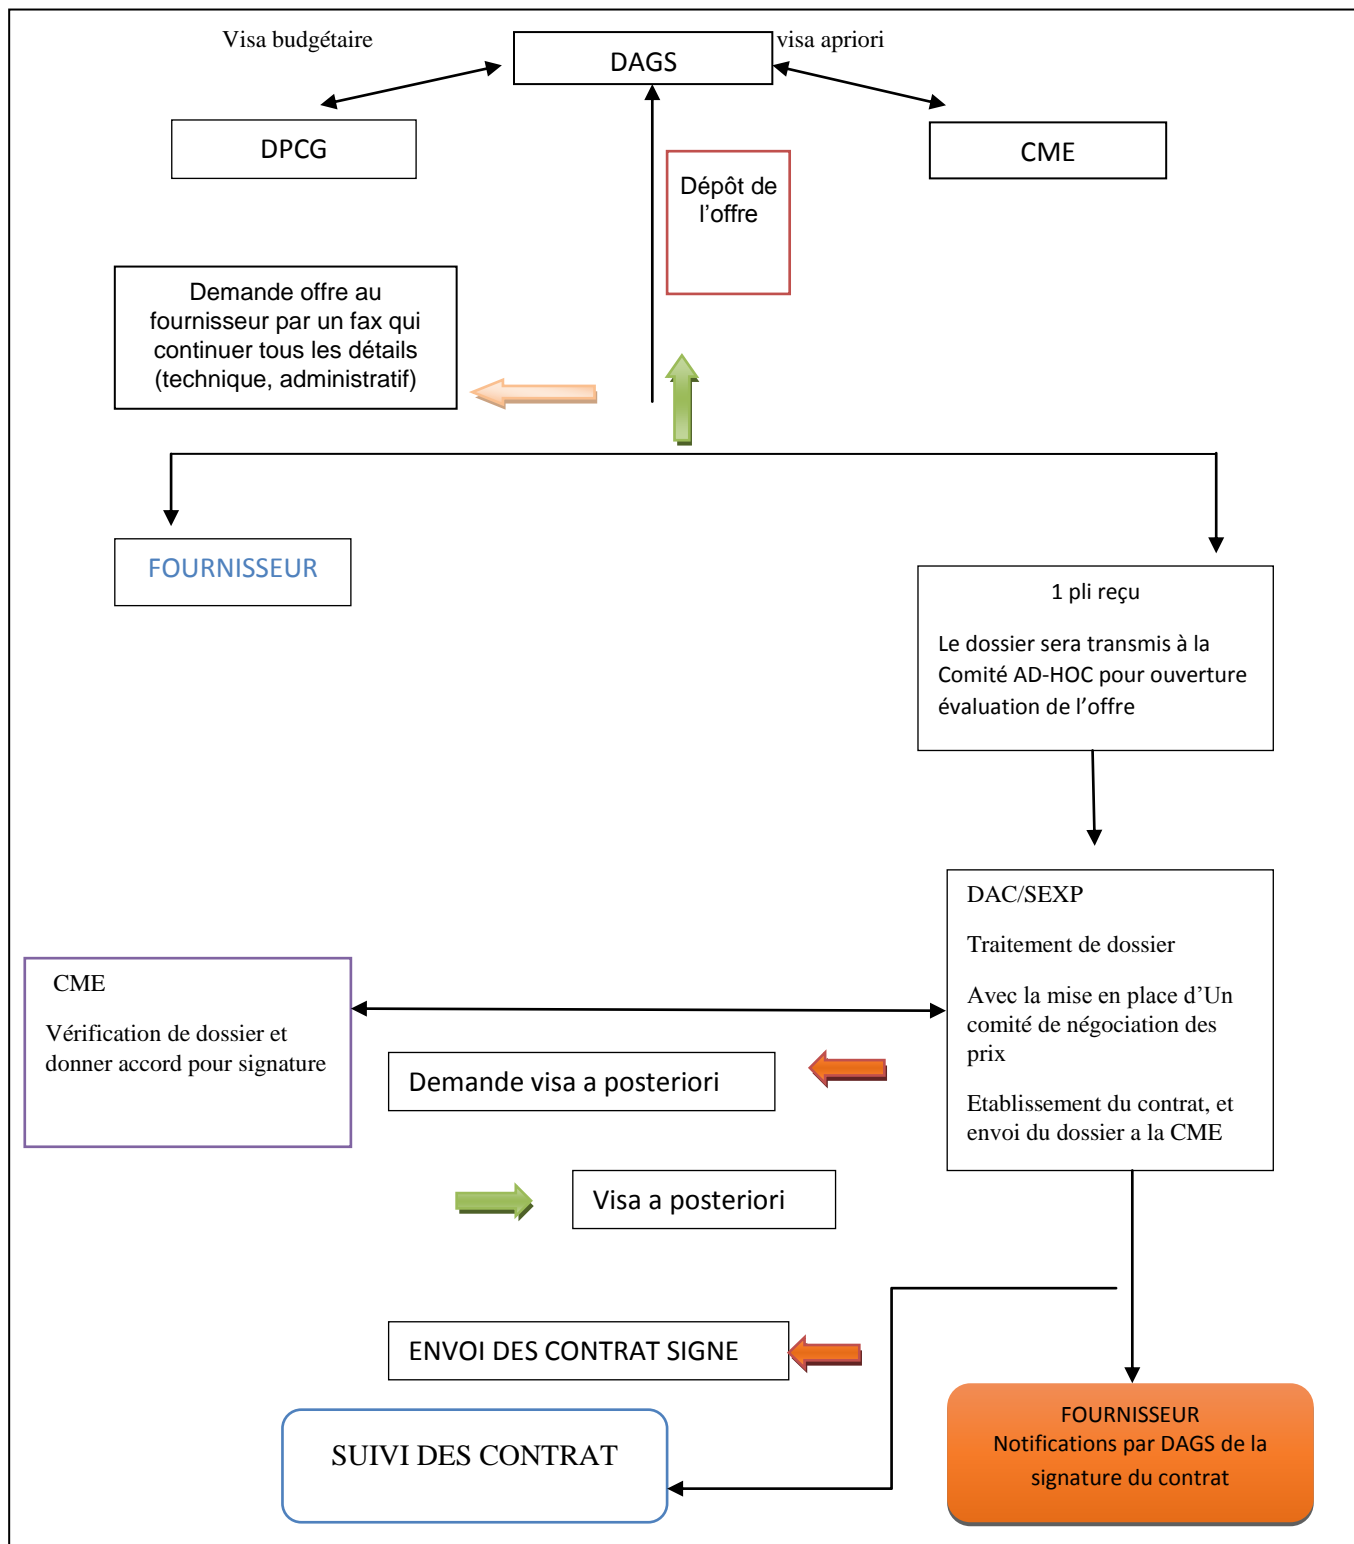 Visa budgétaire
DAGS
visa apriori
DPCG
CME
Dépôt de
l’offre
Demande offre au
fournisseur par un fax qui
continuer tous les détails
(technique, administratif)
FOURNISSEUR
1 pli reçu
Le dossier sera transmis à la
Comité AD-HOC pour ouverture
évaluation de l’offre
DAC/SEXP
Traitement de dossier
Avec la mise en place d’Un
comité de négociation des
prix
Etablissement du contrat, et
envoi du dossier a la CME
CME
Vérification de dossier et
donner accord pour signature
Demande visa a posteriori
Visa a posteriori
ENVOI DES CONTRAT SIGNE
SUIVI DES CONTRAT
FOURNISSEUR
Notifications par DAGS de la
signature du contrat